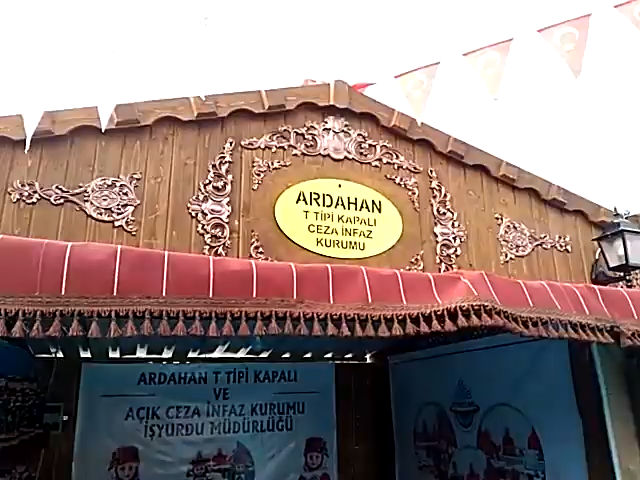 ARDAHAN
T TİPİ KAPALI
CEZA İNFAZ
KURUMU
ARDAHAN T TİPİ KAPALI
VE
AÇIK CEZA İNFAZ KURUMU
İŞYURDU MÜDÜRLÜĞÜ